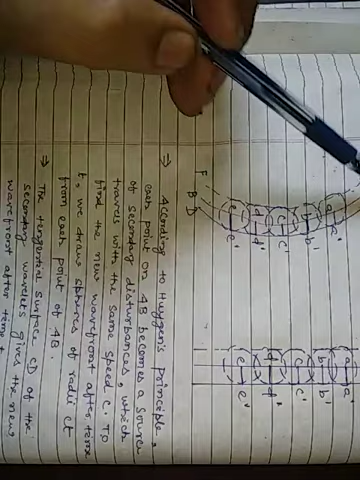 F
B D
a b c d e
a' b' c' d' e'
a b c d e
a' b' c' d' e'
⇒ According to Huygen's principle,
each point on AB becomes a source
of secondary disturbances, which
travels with the same speed c. To
find the new wavefront after time
t, we draw spheres of radii ct
from each point of AB.
⇒ The tengential surface CD of the
secondary wavelets gives the new
wavefront after time t